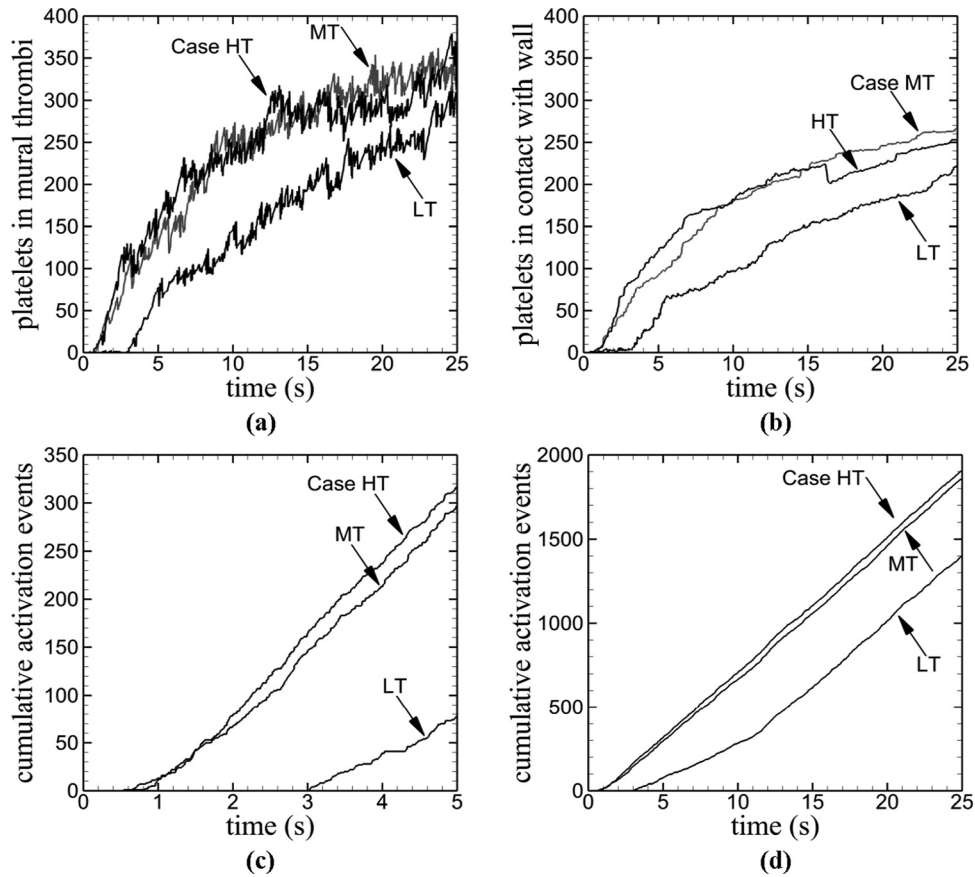 400
350
300
250
200
150
100
50
0
platelets in mural thrombi
Case HT
MT
LT
0 5 10 15 20 25
time (s)
(a)
400
350
300
250
200
150
100
50
0
platelets in contact with wall
Case MT
HT
LT
0 5 10 15 20 25
time (s)
(b)
350
300
250
200
150
100
50
0
cumulative activation events
Case HT
MT
LT
0 1 2 3 4 5
time (s)
(c)
2000
1500
1000
500
0
cumulative activation events
Case HT
MT
LT
0 5 10 15 20 25
time (s)
(d)